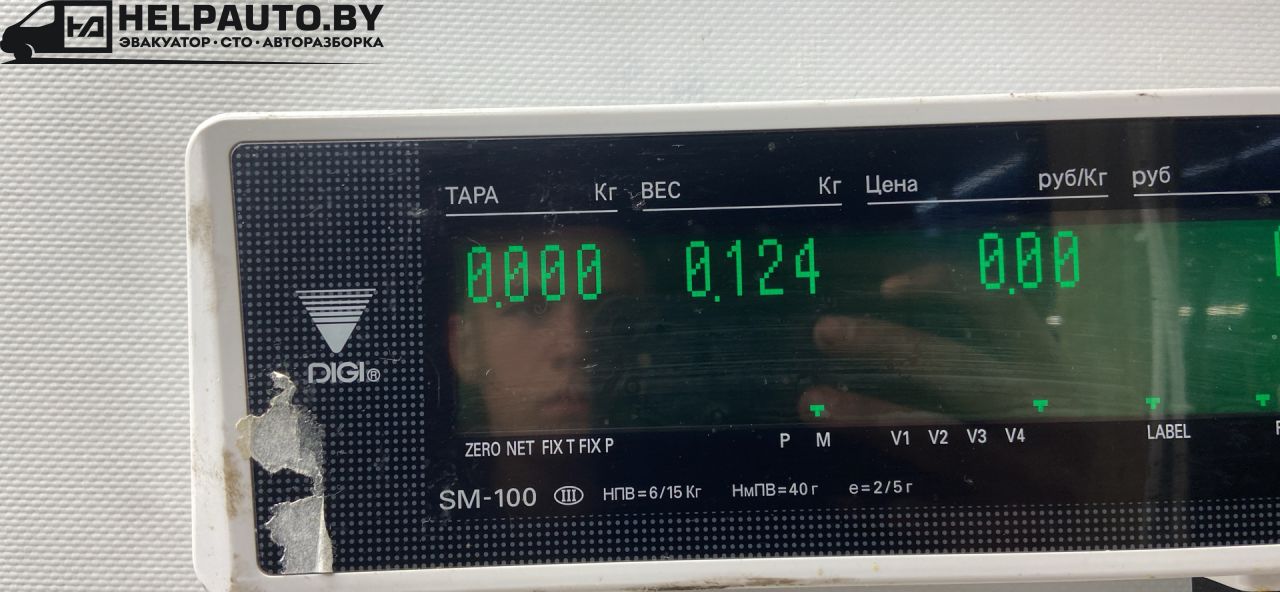 HELPAUTO.BY
ЭВАКУАТОР·СТО·АВТОРАЗБОРКА
ТАРА Кг ВЕС Кг Цена руб/Кг руб
0.000 0.124 0.00
DIGI®
ZERO NET FIX T FIX P P M V1 V2 V3 V4 LABEL
SM-100 III НПВ=6/15 Кг НмПВ=40 г e=2/5 г